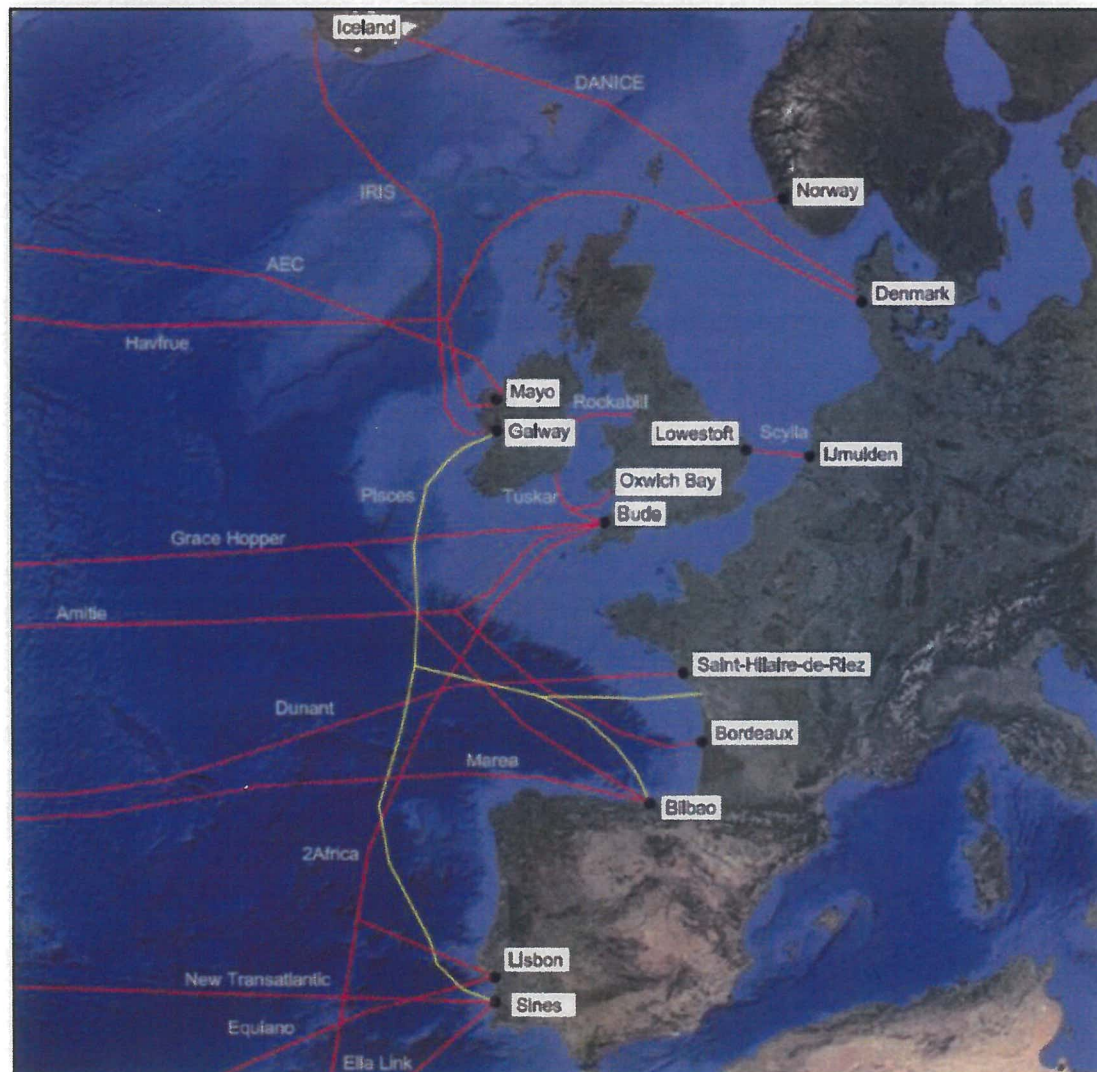 Iceland
DANICE
IRIS
Norway
AEC
Denmark
Havfrue
Mayo
Rockabill
Galway
Lowestoft
Scylla
IJmuiden
Pisces
Tuskar
Oxwich Bay
Bude
Grace Hopper
Amitie
Saint-Hilaire-de-Riez
Dunant
Bordeaux
Marea
Bilbao
2Africa
Lisbon
New Transatlantic
Sines
Equiano
Ella Link